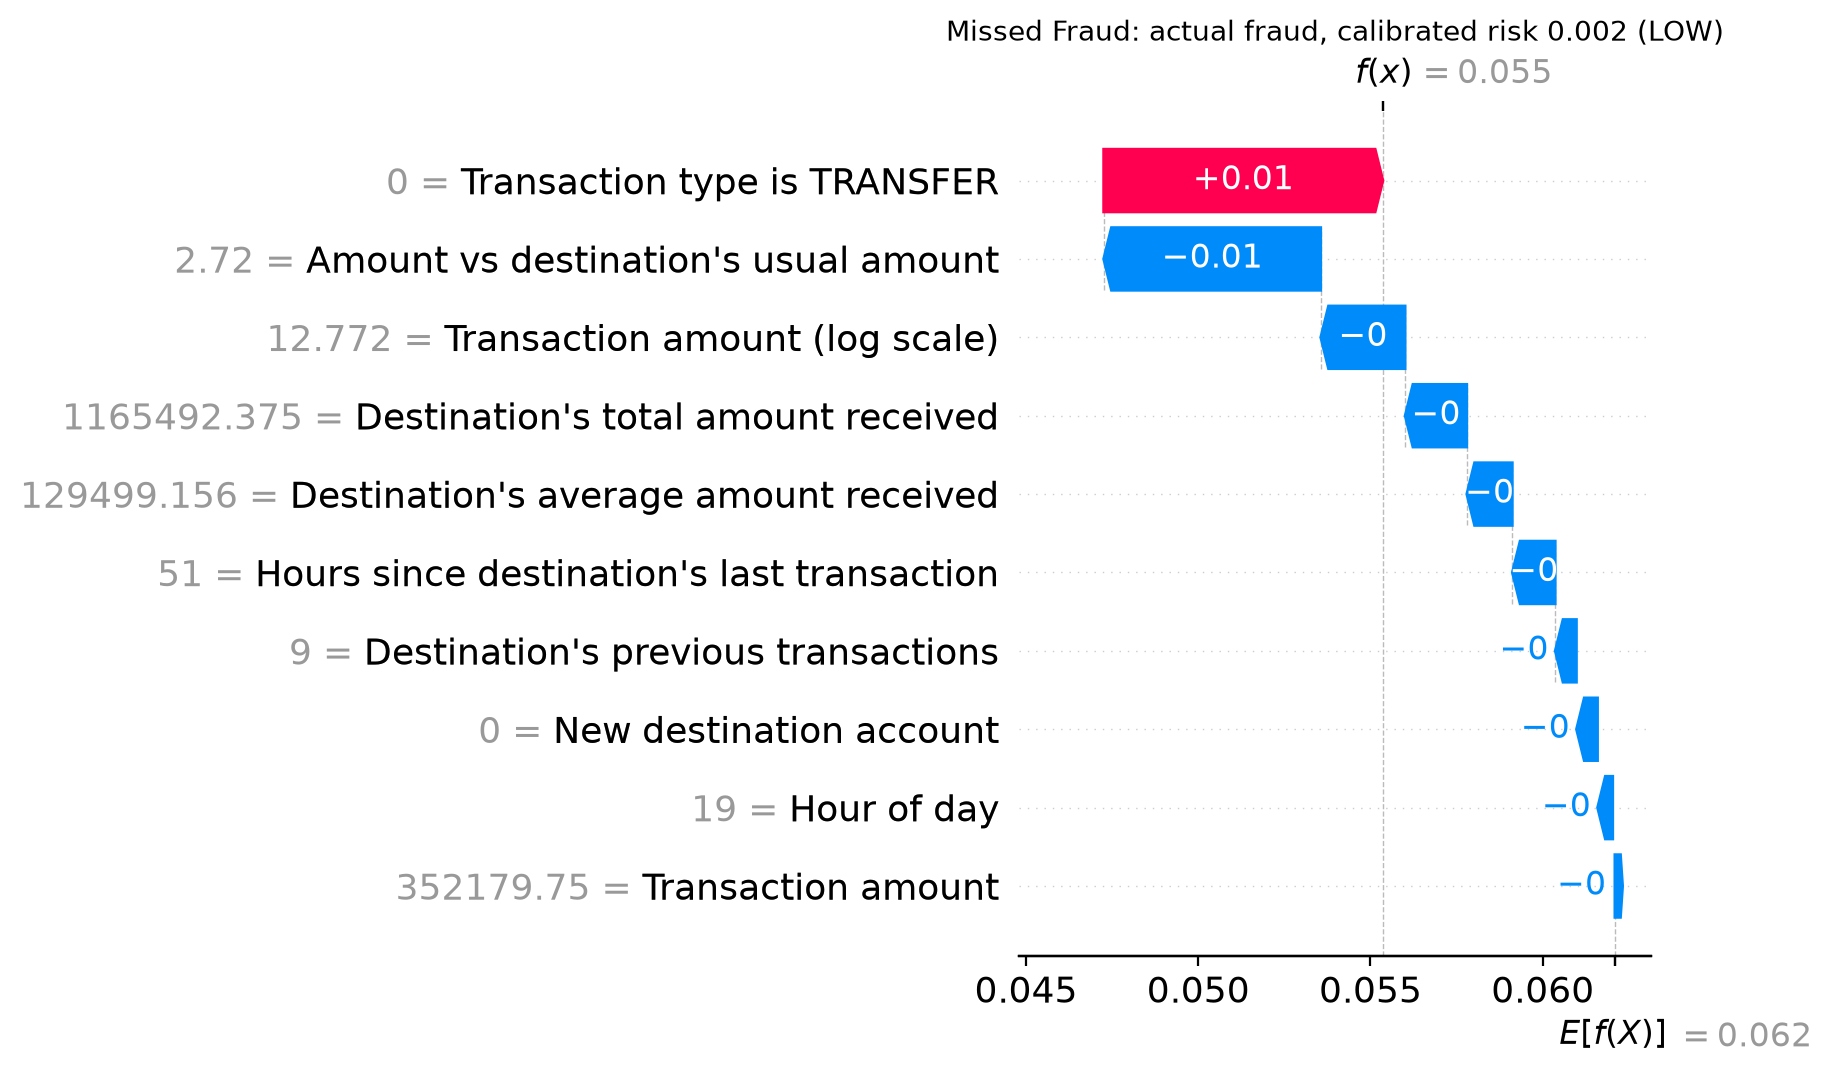 Missed Fraud: actual fraud, calibrated risk 0.002 (LOW)
f(x) = 0.055
0 = Transaction type is TRANSFER
+0.01
2.72 = Amount vs destination's usual amount
−0.01
12.772 = Transaction amount (log scale)
−0
1165492.375 = Destination's total amount received
−0
129499.156 = Destination's average amount received
−0
51 = Hours since destination's last transaction
−0
9 = Destination's previous transactions
−0
0 = New destination account
−0
19 = Hour of day
−0
352179.75 = Transaction amount
−0
0.045 0.050 0.055 0.060
E[f(X)] = 0.062